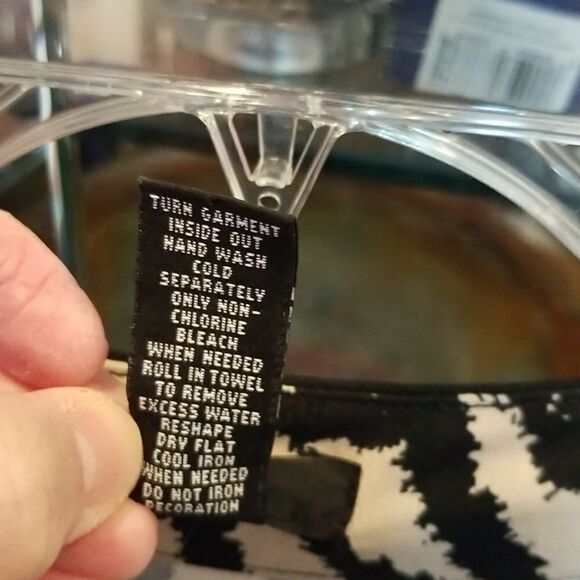 TURN GARMENT
INSIDE OUT
HAND WASH
COLD
SEPARATELY
ONLY NON-
CHLORINE
BLEACH
WHEN NEEDED
ROLL IN TOWEL
TO REMOVE
EXCESS WATER
RESHAPE
DRY FLAT
COOL IRON
WHEN NEEDED
DO NOT IRON
DECORATION